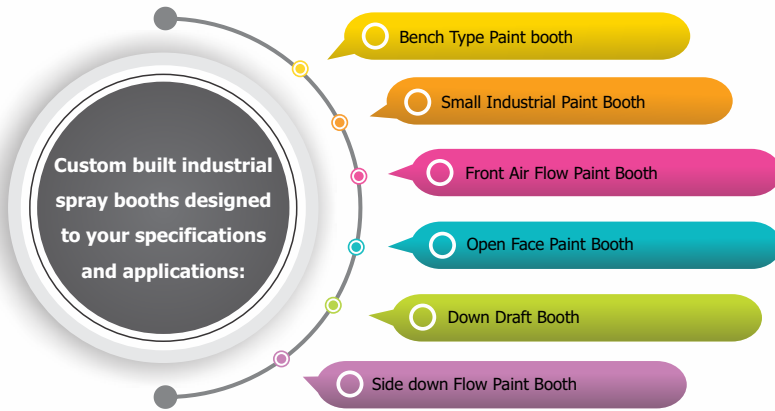 Custom built industrial
spray booths designed
to your specifications
and applications:
Bench Type Paint booth
Small Industrial Paint Booth
Front Air Flow Paint Booth
Open Face Paint Booth
Down Draft Booth
Side down Flow Paint Booth